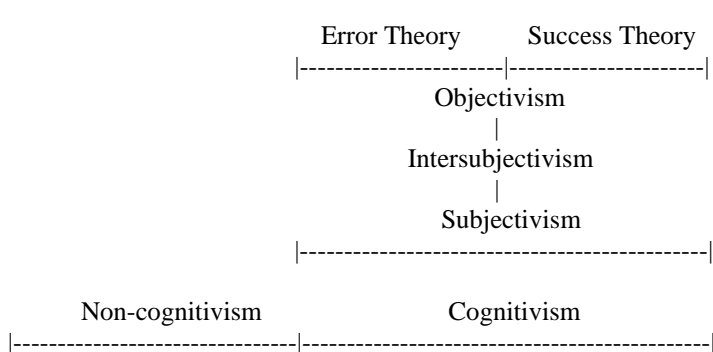 Error Theory Success Theory
|-----------------------|----------------------|
Objectivism
|
Intersubjectivism
|
Subjectivism
|----------------------------------------------|
Non-cognitivism Cognitivism
|--------------------------------|----------------------------------------------|